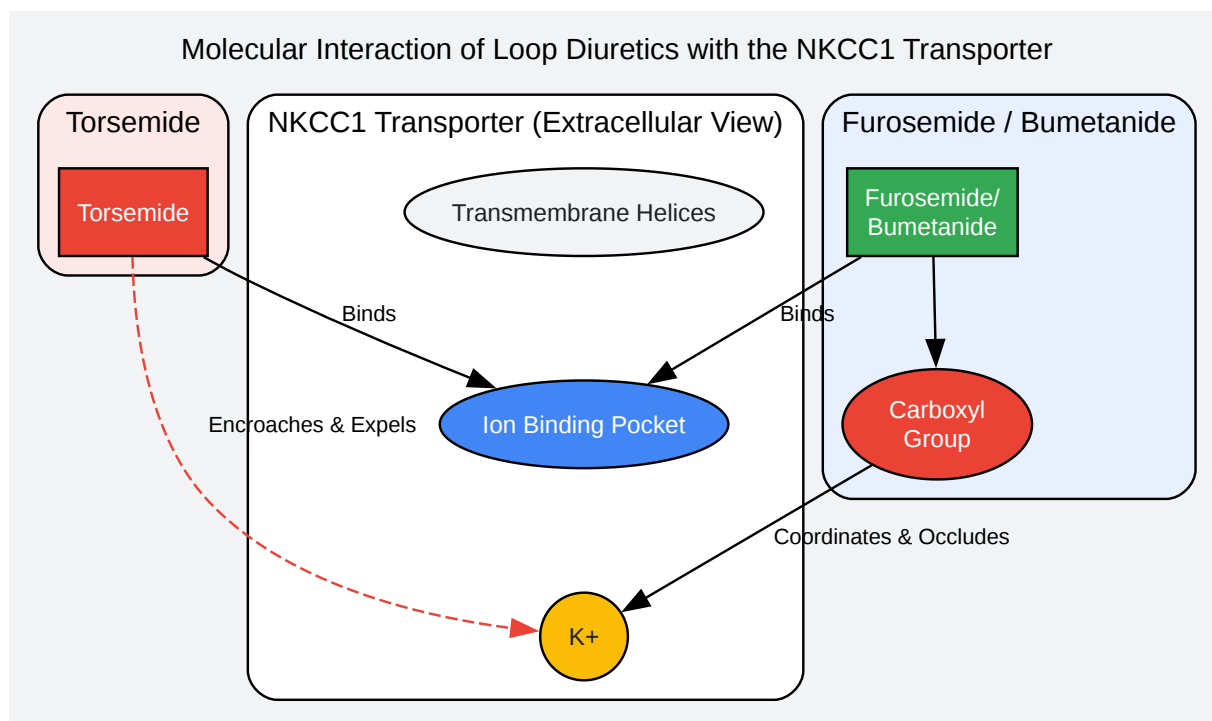 Molecular Interaction of Loop Diuretics with the NKCC1 Transporter
Torsemide
NKCC1 Transporter (Extracellular View)
Furosemide / Bumetanide
Torsemide
Transmembrane Helices
Furosemide/
Bumetanide
Binds
Binds
Encroaches & Expels
Ion Binding Pocket
Carboxyl
Group
Coordinates & Occludes
K+